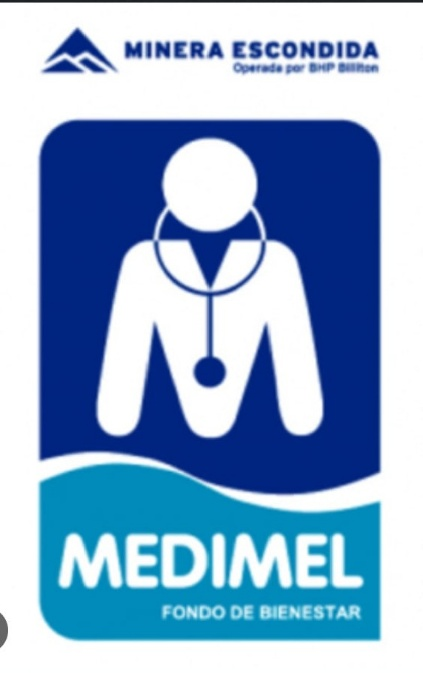 MINERA ESCONDIDA
Operada por BHP Billiton
MEDIMEL
FONDO DE BIENESTAR